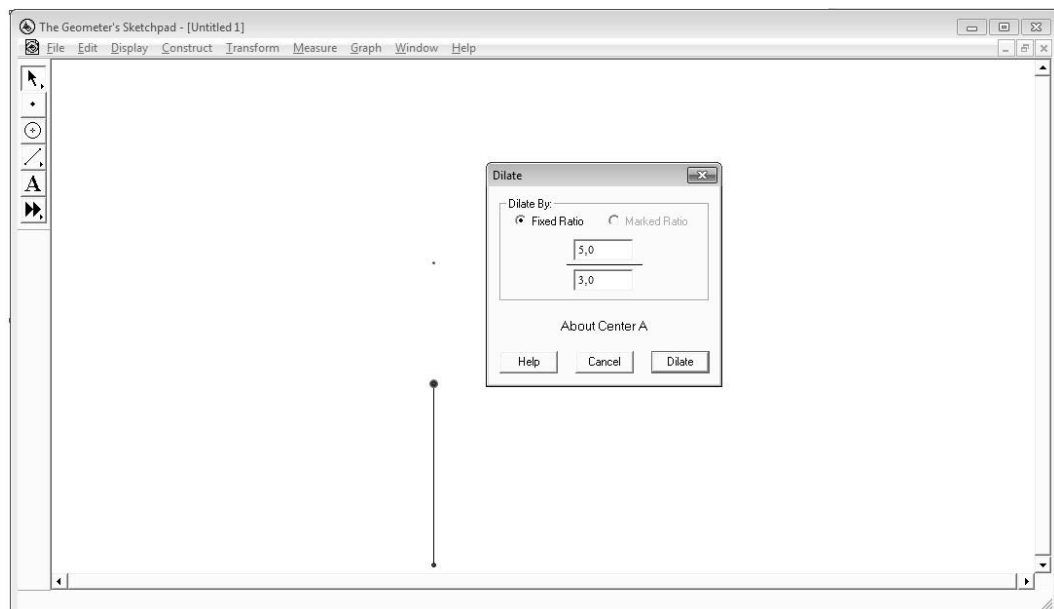 The Geometer's Sketchpad - [Untitled 1]
File Edit Display Construct Transform Measure Graph Window Help
A
Dilate
Dilate By:
Fixed Ratio Marked Ratio
5,0
3,0
About Center A
Help Cancel Dilate